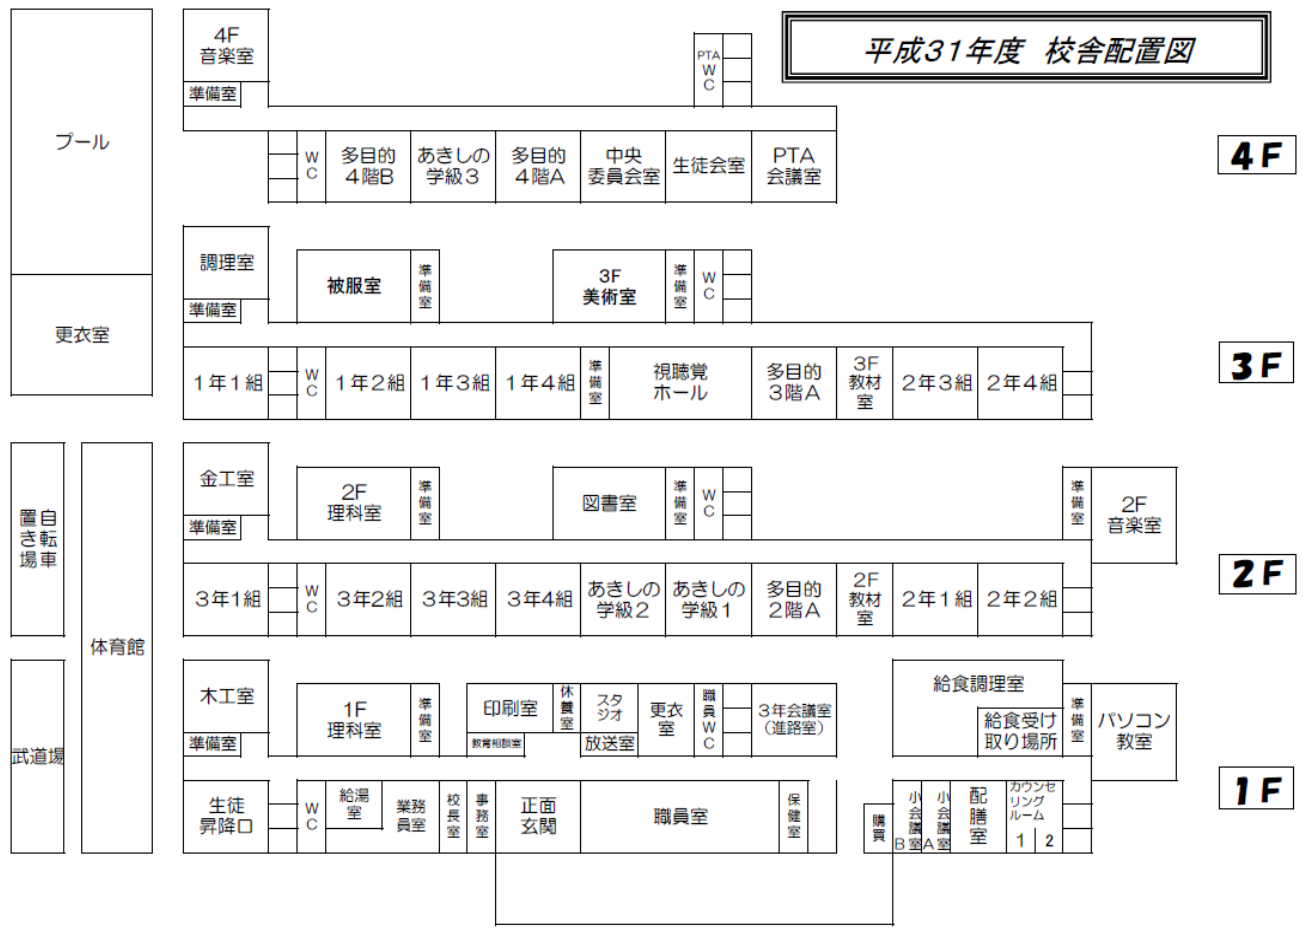 平成31年度 校舎配置図
プール
更衣室
4F
音楽室
準備室
PTA
WC
4F
WC
多目的
4階B
あきしの
学級3
多目的
4階A
中央
委員会室
生徒会室
PTA
会議室
調理室
準備室
被服室
準備室
3F
美術室
準備室
WC
3F
1年1組
WC
1年2組
1年3組
1年4組
準備室
視聴覚
ホール
多目的
3階A
3F
教材
室
2年3組
2年4組
自転車
置き場
体育館
金工室
準備室
2F
理科室
準備室
図書室
準備室
WC
準備室
2F
音楽室
2F
3年1組
WC
3年2組
3年3組
3年4組
あきしの
学級2
あきしの
学級1
多目的
2階A
2F
教材
室
2年1組
2年2組
武道場
木工室
準備室
1F
理科室
準備室
印刷室
教育相談室
休養室
スタ
ジオ
放送室
更衣
室
職員WC
3年会議室
(進路室)
給食調理室
給食受け
取り場所
準備室
パソコン
教室
1F
生徒
昇降口
WC
給湯
室
業務
員室
校長室
事務室
正面
玄関
職員室
保健室
購買
小会議室B
小会議室A
配膳室
カウンセ
リング
ルーム
1
2